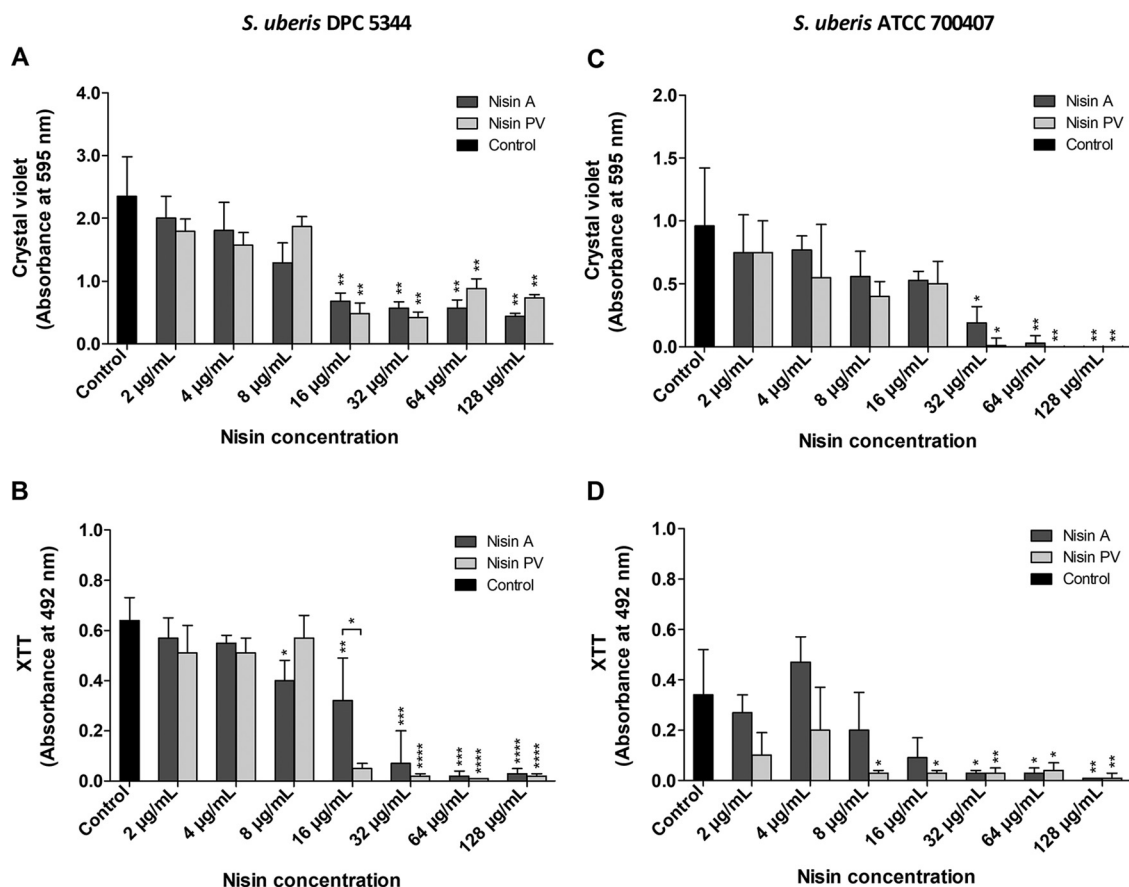 S. uberis DPC 5344
S. uberis ATCC 700407
A
Crystal violet
(Absorbance at 595 nm)
4.0
3.0
2.0
1.0
0.0
Nisin A
Nisin PV
Control
** ** ** ** ** ** ** **
Control
2 µg/mL
4 µg/mL
8 µg/mL
16 µg/mL
32 µg/mL
64 µg/mL
128 µg/mL
Nisin concentration
C
Crystal violet
(Absorbance at 595 nm)
2.0
1.5
1.0
0.5
0.0
Nisin A
Nisin PV
Control
* * ** ** ** **
Control
2 µg/mL
4 µg/mL
8 µg/mL
16 µg/mL
32 µg/mL
64 µg/mL
128 µg/mL
Nisin concentration
B
XTT
(Absorbance at 492 nm)
1.0
0.8
0.6
0.4
0.2
0.0
Nisin A
Nisin PV
Control
* ** * *** **** *** **** **** ****
Control
2 µg/mL
4 µg/mL
8 µg/mL
16 µg/mL
32 µg/mL
64 µg/mL
128 µg/mL
Nisin concentration
D
XTT
(Absorbance at 492 nm)
1.0
0.8
0.6
0.4
0.2
0.0
Nisin A
Nisin PV
Control
* * * ** * * ** **
Control
2 µg/mL
4 µg/mL
8 µg/mL
16 µg/mL
32 µg/mL
64 µg/mL
128 µg/mL
Nisin concentration